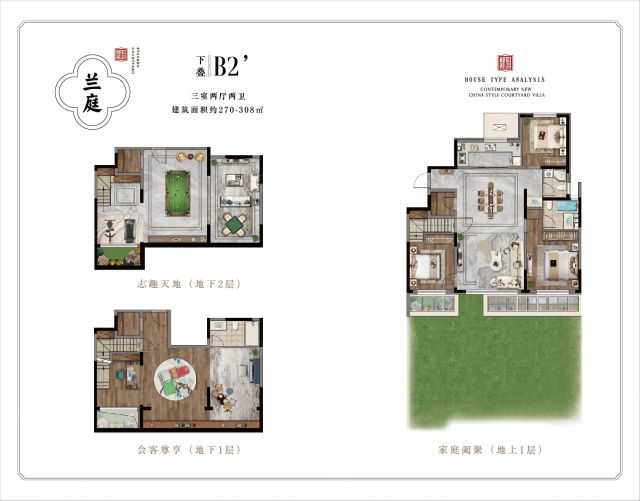 兰庭
下叠
B2’
三室两厅两卫
建筑面积约270-308㎡
HOUSE TYPE ANALYSIS
CONTEMPORARY NEW
CHINA STYLE COURTYARD VILLA
志趣天地（地下2层）
会客尊享（地下1层）
家庭阖聚（地上1层）